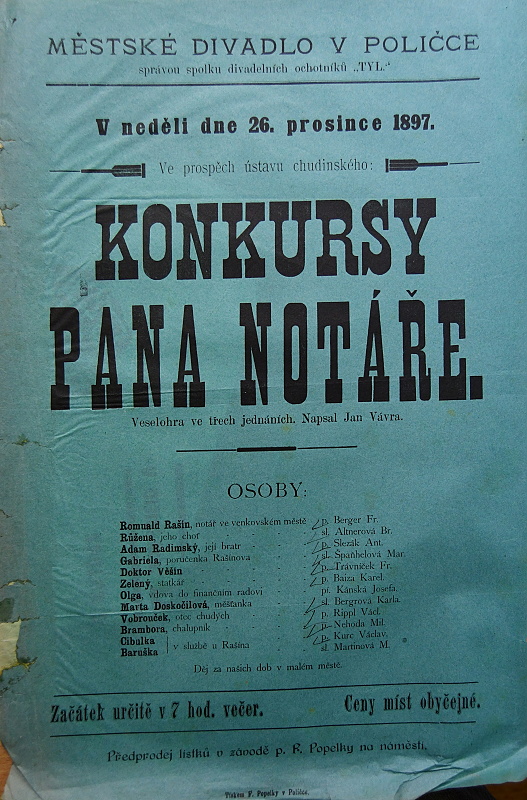 MĚSTSKÉ DIVADLO V POLIČCE
správou spolku divadelních ochotníků „TYL.“
V neděli dne 26. prosince 1897.
Ve prospěch ústavu chudinského:
KONKURSY
PANA NOTÁŘE.
Veselohra ve třech jednáních. Napsal Jan Vávra.
OSOBY:
Romuald Rašín, notář ve venkovském městě p. Berger Fr.
Růžena, jeho choť sl. Altnerová Br.
Adam Radimský, její bratr p. Slezák Ant.
Gabriela, poručenka Rašínova sl. Španhelová Mar.
Doktor Věšín p. Trávníček Fr.
Zelený, statkář p. Baiza Karel.
Olga, vdova do finančním radovi pí. Kánská Josefa.
Marta Doskočilová, měšťanka sl. Bergrová Karla.
Vobrouček, otec chudých p. Rippl Václ.
Brambora, chalupník p. Nehoda Mil.
Cibulka p. Kurc Václav.
v službě u Rašína
Baruška sl. Martinová M.
Děj za našich dob v malém městě.
Začátek určitě v 7 hod. večer. Ceny míst obyčejné.
Předprodej lístků v závodě p. F. Popelky na náměstí.
Tiskem F. Popelky v Poličce.